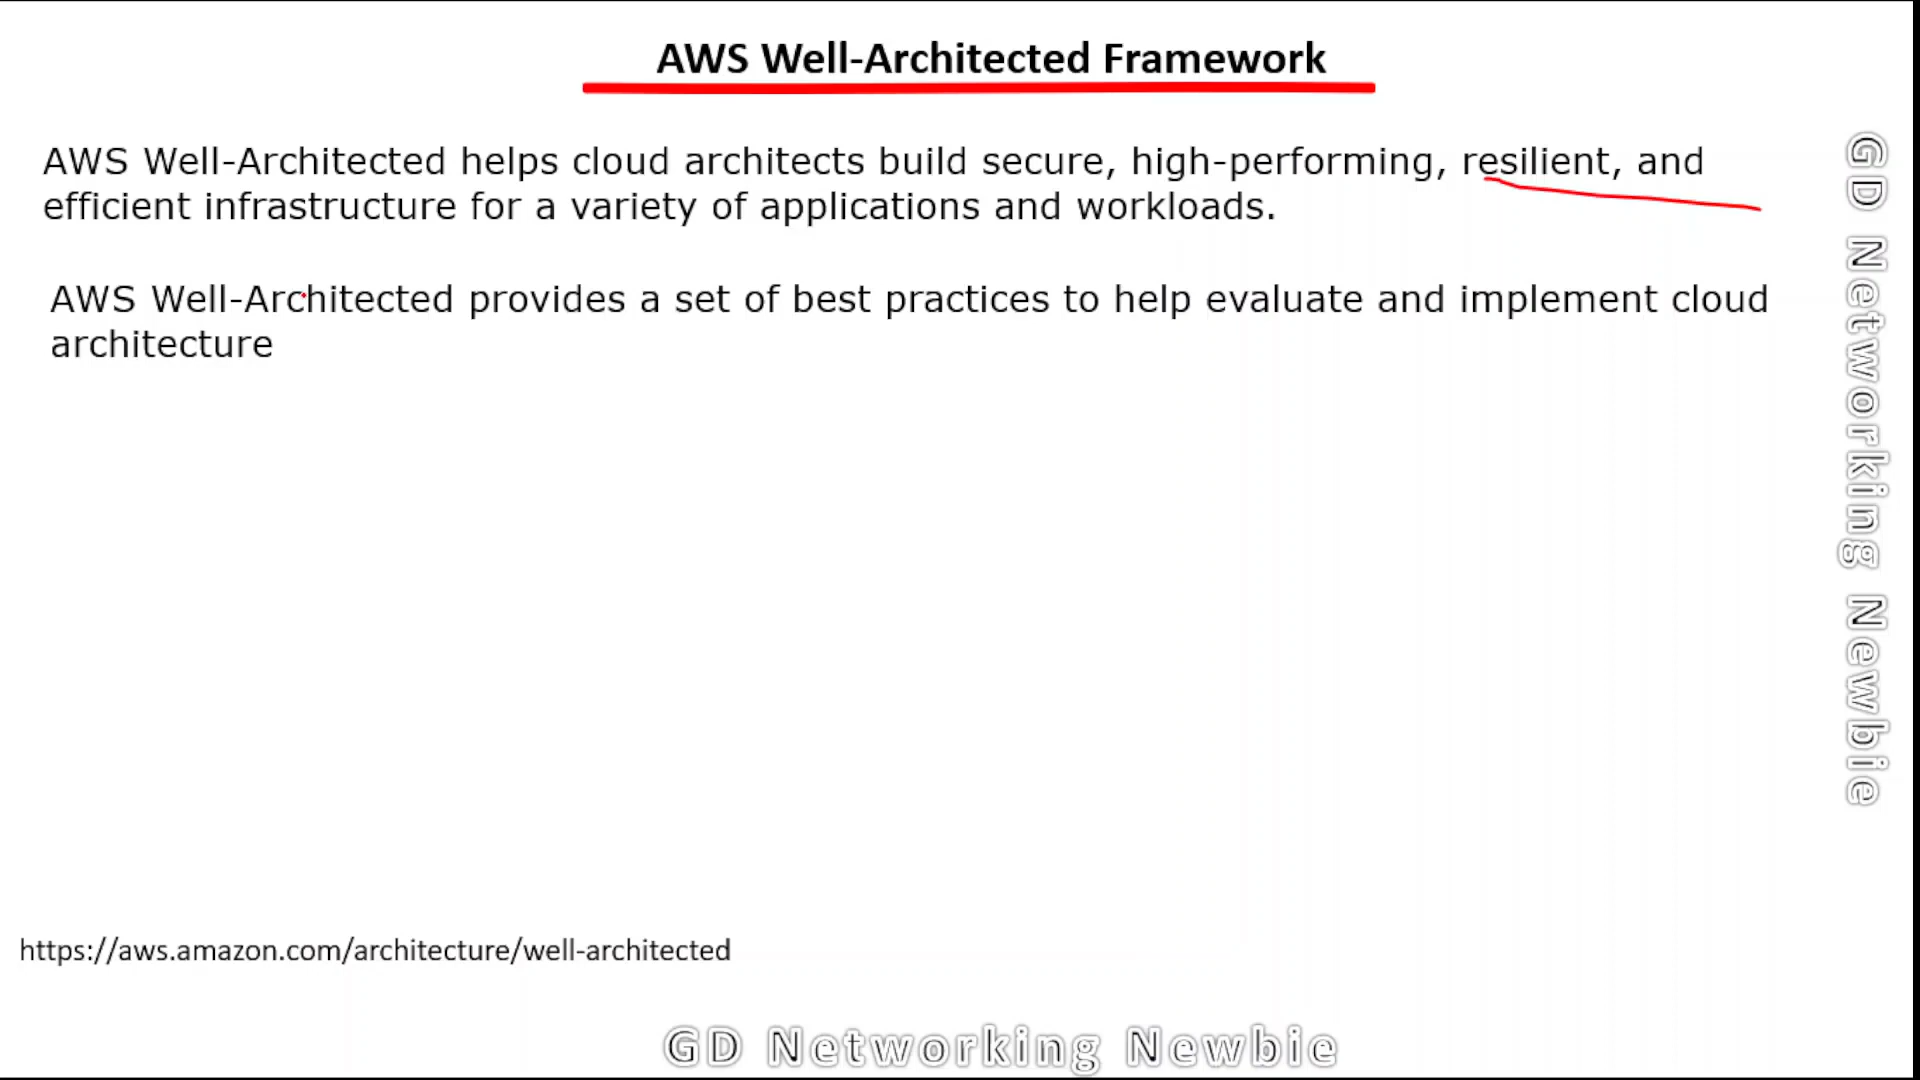 AWS Well-Architected Framework
AWS Well-Architected helps cloud architects build secure, high-performing, resilient, and
efficient infrastructure for a variety of applications and workloads.
AWS Well-Architected provides a set of best practices to help evaluate and implement cloud
architecture
https://aws.amazon.com/architecture/well-architected
GD Networking Newbie
GD Networking Newbie